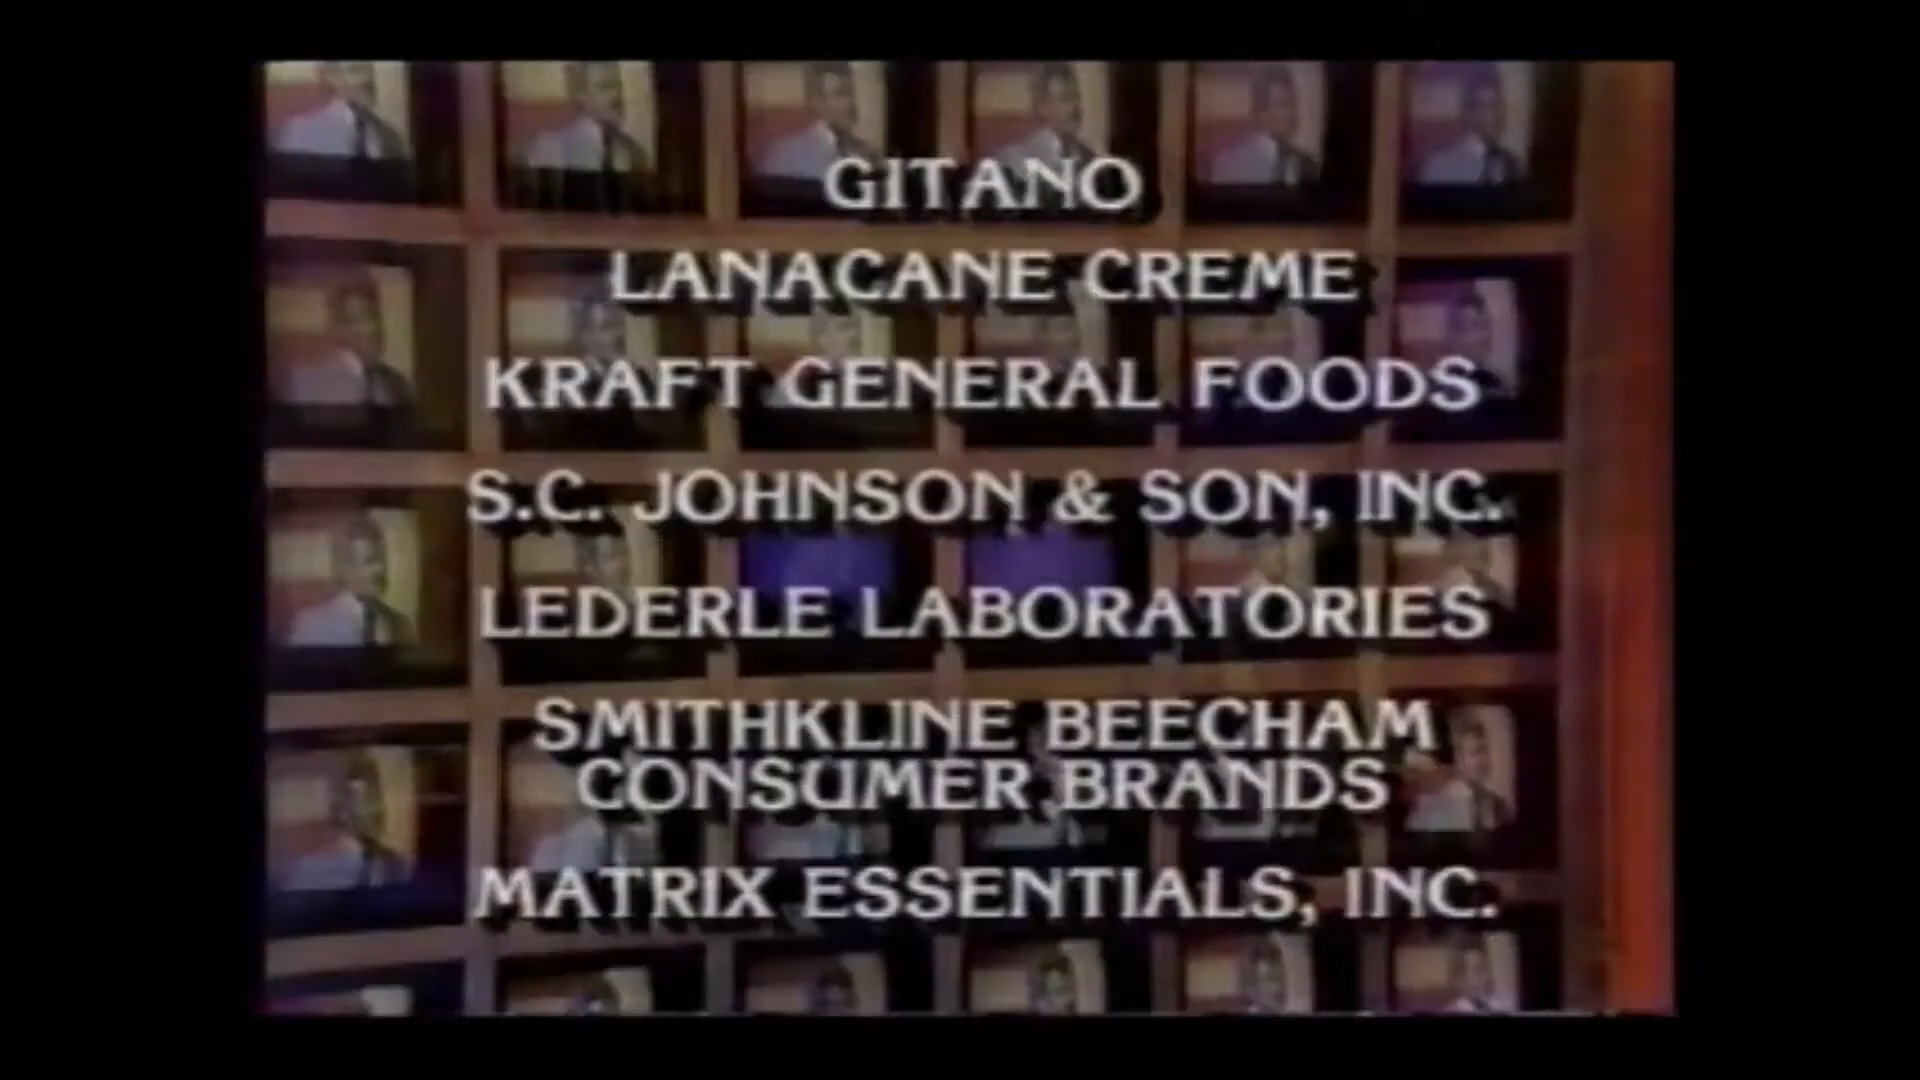 GITANO
LANACANE CREME
KRAFT GENERAL FOODS
S.C. JOHNSON & SON, INC.
LEDERLE LABORATORIES
SMITHKLINE BEECHAM
CONSUMER BRANDS
MATRIX ESSENTIALS, INC.